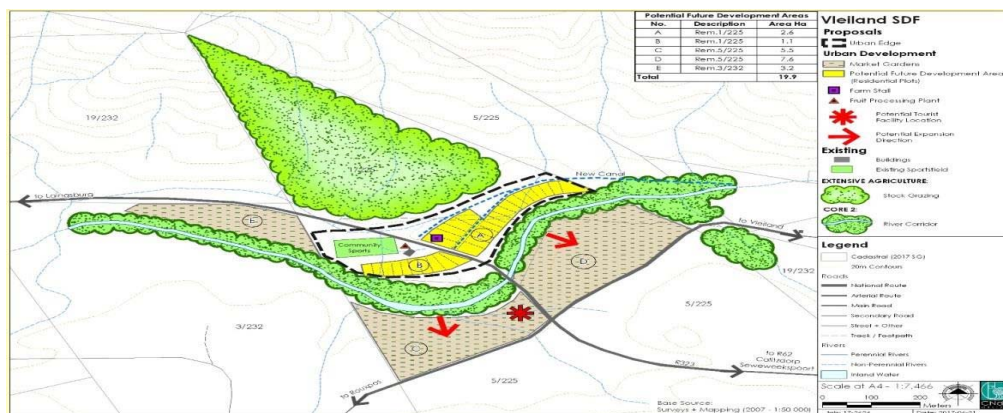 Potential Future Development Areas
No. Description Area Ha
A Rem.1/225 2.6
B Rem.1/225 1.1
C Rem.5/225 5.5
D Rem.5/225 7.6
E Rem.3/232 3.2
Total 19.9
Vleiland SDF
Proposals
Urban Edge
Urban Development
Market Gardens
Potential Future Development Area
(Residential Plots)
Farm Stall
Fruit Processing Plant
Potential Tourist
Facility Location
Potential Expansion
Direction
Existing
Buildings
Existing Sportsfield
EXTENSIVE AGRICULTURE:
Stock Grazing
CORE 2:
River Corridor
Legend
Cadastral (2017 SG)
20m Contours
Roads
National Route
Arterial Route
Main Road
Secondary Road
Street + Other
Track / Footpath
Rivers
Perennial Rivers
Non-Perennial Rivers
Inland Water
Scale at A4 - 1:7,466
0 100 200
Meters
19/232
5/225
New Canal
to Laingsburg
E
A
Community
Sports
B
to Vleiland
D
19/232
5/225
3/232
C
R323
to R62
Calitzdorp
Seweweekspoort
to Rouxpos
5/225
Base Source:
Surveys + Mapping (2007 - 1:50 000)